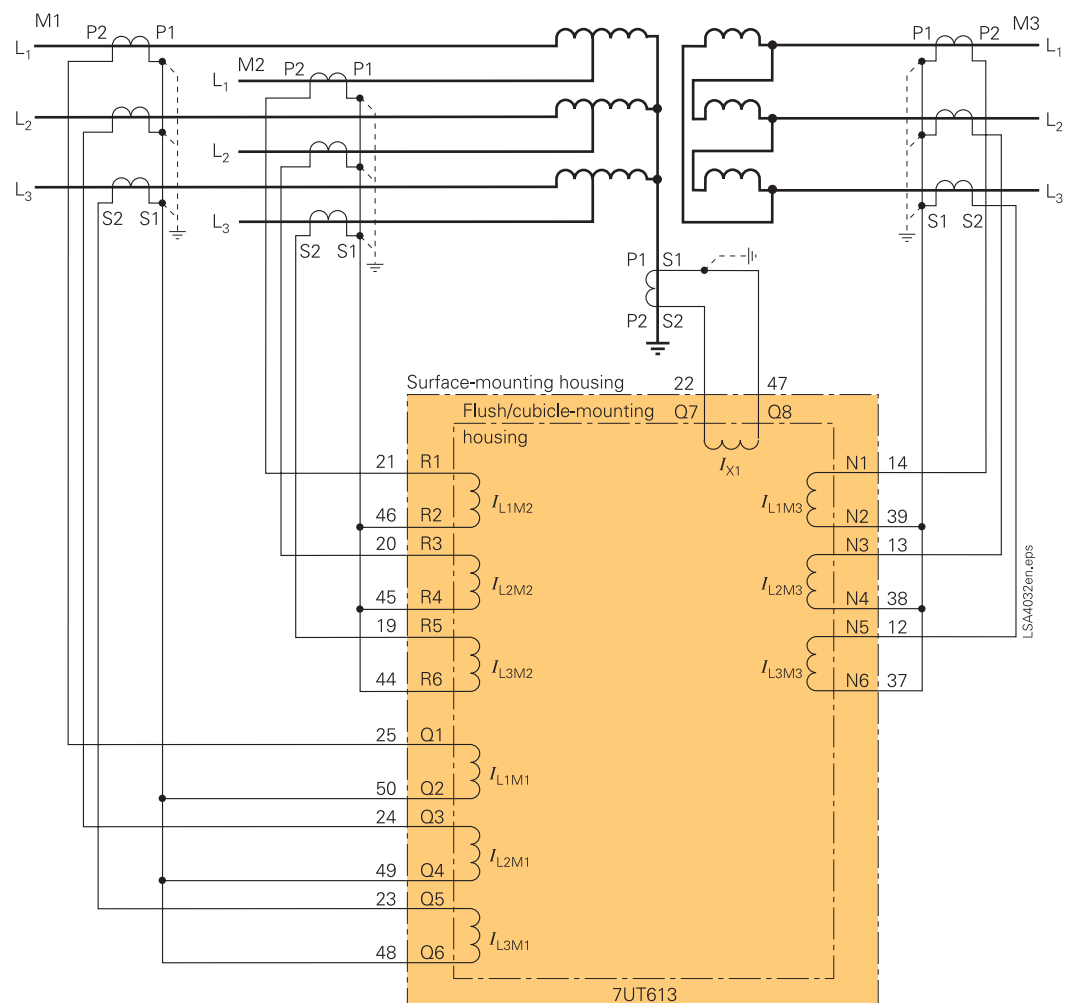 M1
P2 P1
L1
M2
P2 P1
L1
M3
P1 P2
L1
L2
L2
L2
L3
S2 S1
L3
S2 S1
S1 S2
L3
P1 S1
P2 S2
Surface-mounting housing
22 47
Flush/cubicle-mounting
housing
Q7 Q8
IX1
21 R1
IL1M2
46 R2
20 R3
IL2M2
45 R4
19 R5
IL3M2
44 R6
N1 14
IL1M3
N2 39
N3 13
IL2M3
N4 38
N5 12
IL3M3
N6 37
25 Q1
IL1M1
50 Q2
24 Q3
IL2M1
49 Q4
23 Q5
IL3M1
48 Q6
7UT613
LSA4032en.eps